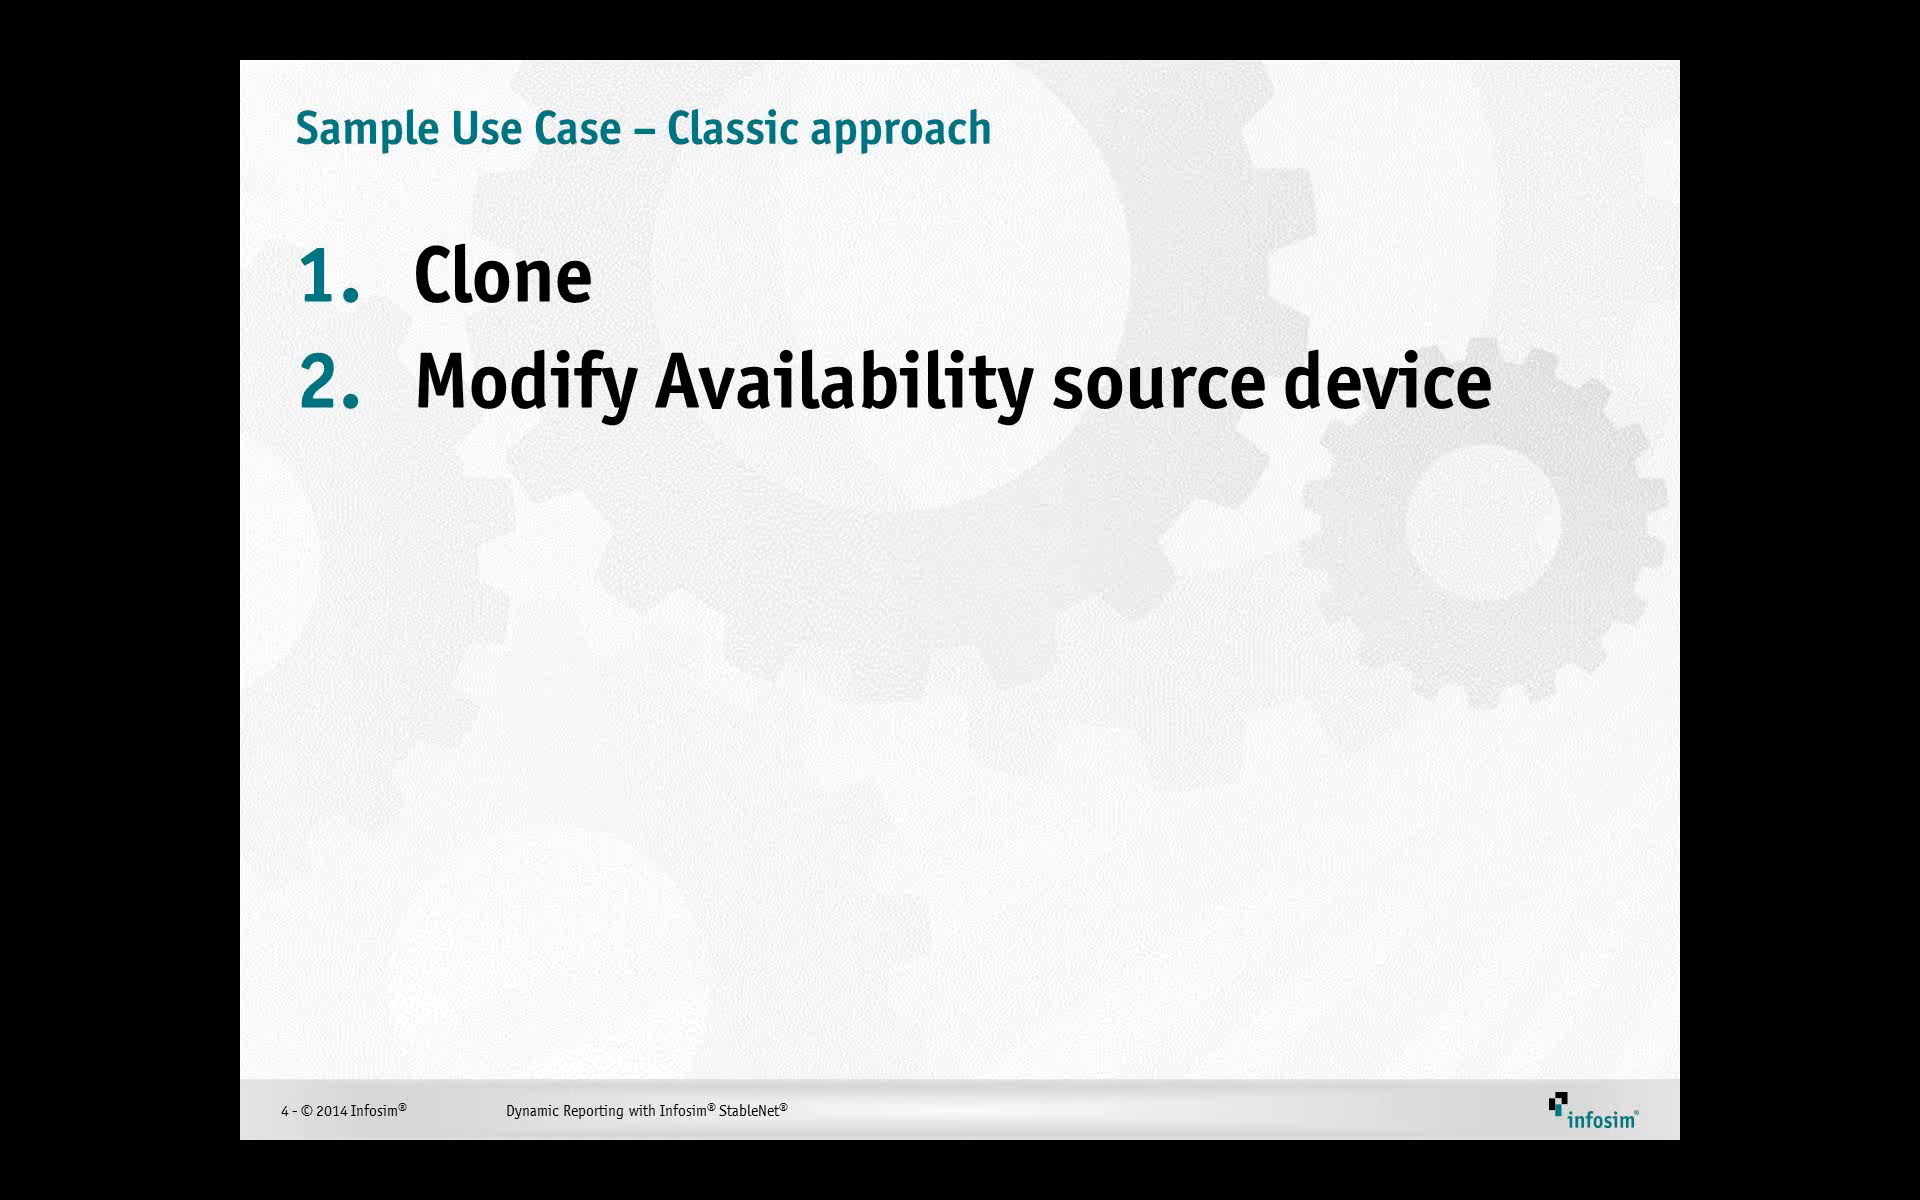 Sample Use Case – Classic approach
1. Clone
2. Modify Availability source device
4 - © 2014 Infosim® Dynamic Reporting with Infosim® StableNet®
infosim®